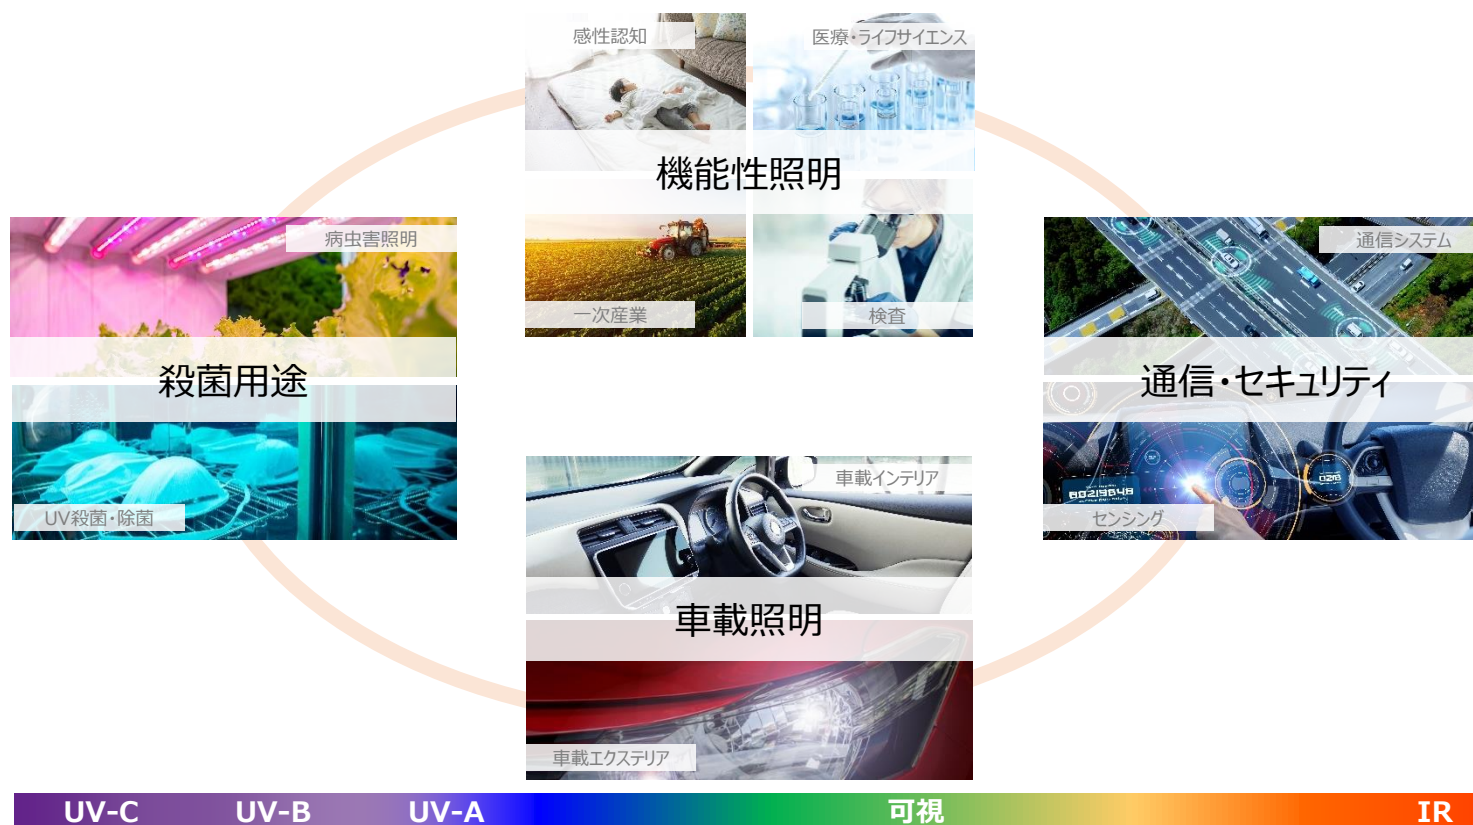 感性認知
医療・ライフサイエンス
機能性照明
一次産業
検査
病虫害照明
殺菌用途
UV殺菌・除菌
通信システム
通信・セキュリティ
センシング
車載インテリア
車載照明
車載エクステリア
UV-C
UV-B
UV-A
可視
IR